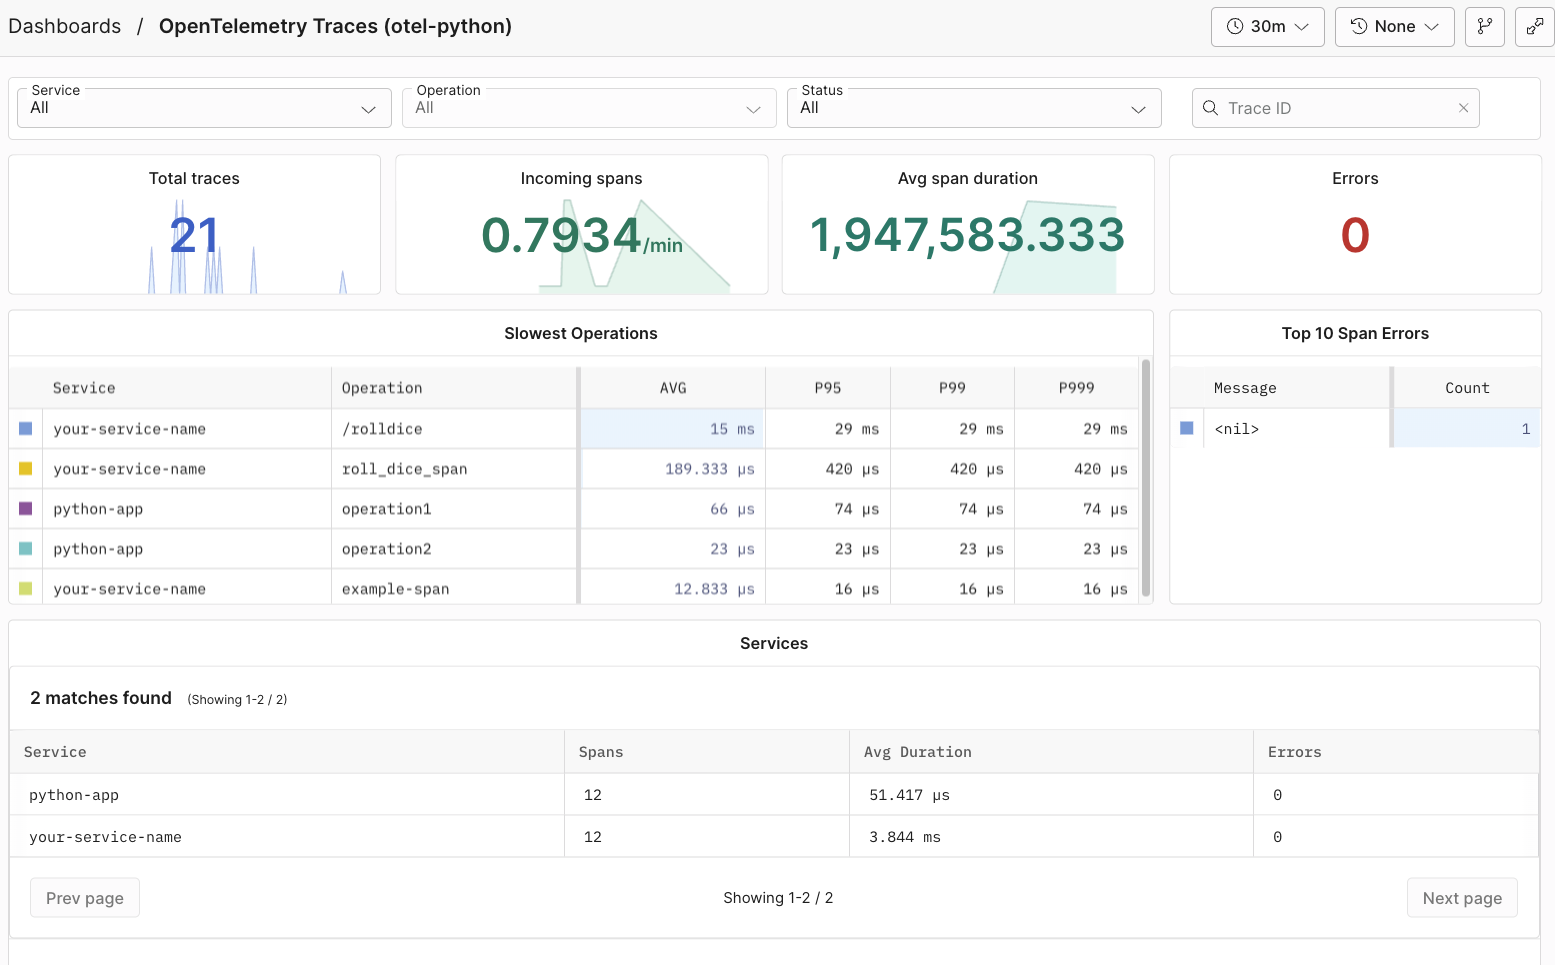 Dashboards / OpenTelemetry Traces (otel-python)
30m
None
Service
All
Operation
All
Status
All
Trace ID
Total traces
21
Incoming spans
0.7934/min
Avg span duration
1,947,583.333
Errors
0
Slowest Operations
Service Operation AVG P95 P99 P999
your-service-name /rolldice 15 ms 29 ms 29 ms 29 ms
your-service-name roll_dice_span 189.333 µs 420 µs 420 µs 420 µs
python-app operation1 66 µs 74 µs 74 µs 74 µs
python-app operation2 23 µs 23 µs 23 µs 23 µs
your-service-name example-span 12.833 µs 16 µs 16 µs 16 µs
Top 10 Span Errors
Message Count
<nil> 1
Services
2 matches found (Showing 1-2 / 2)
Service Spans Avg Duration Errors
python-app 12 51.417 µs 0
your-service-name 12 3.844 ms 0
Prev page Showing 1-2 / 2 Next page